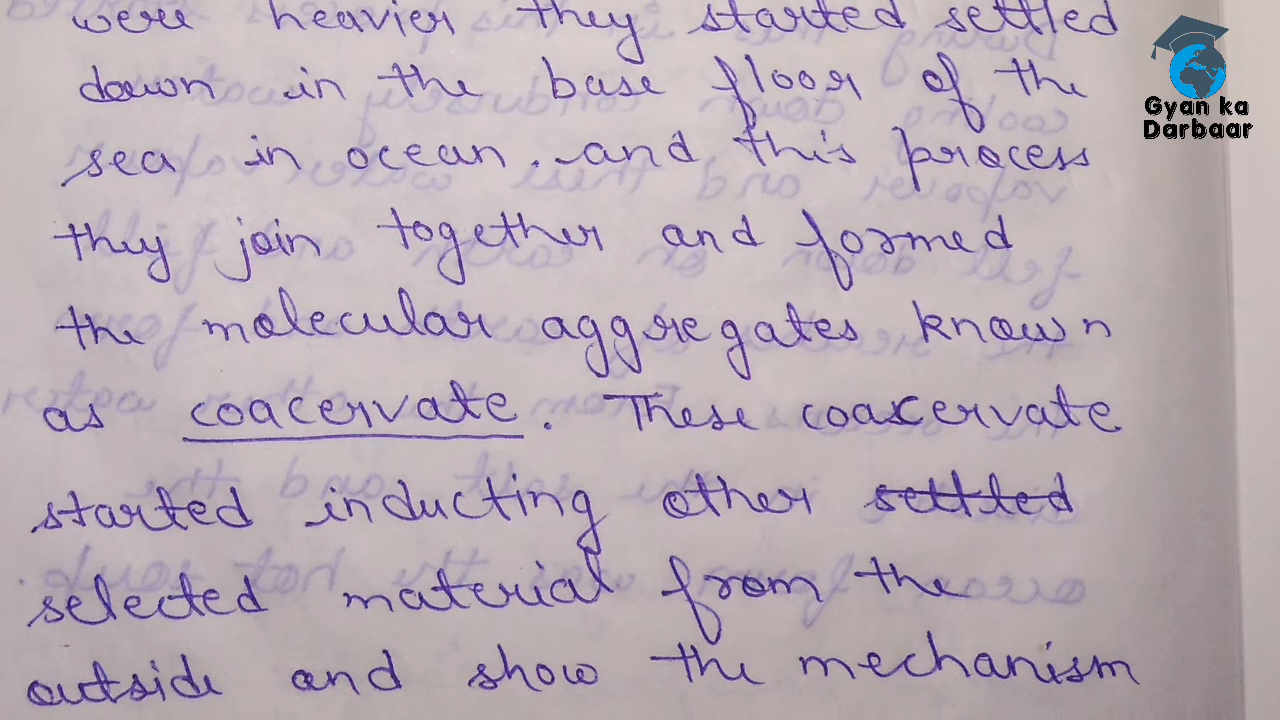 were heavier they started settled
down in the base floor of the
sea in ocean. and this process
they join together and formed
the molecular aggregates known
as coacervate. These coacervate
started inducting other settled
selected material from the
outside and show the mechanism
Gyan ka
Darbaar